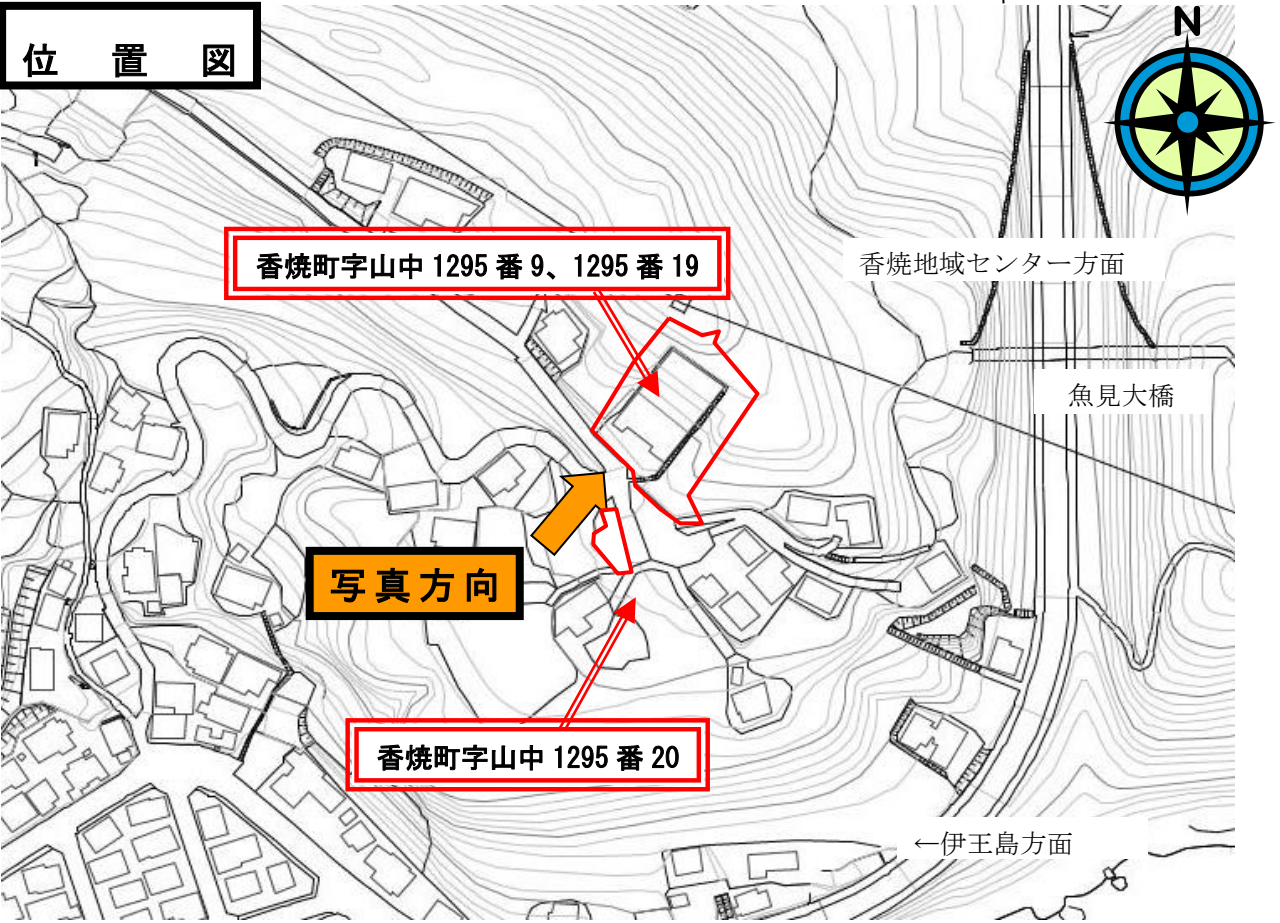 位置図
N
香焼町字山中 1295 番 9、1295 番 19
香焼地域センター方面
魚見大橋
写真方向
香焼町字山中 1295 番 20
←伊王島方面